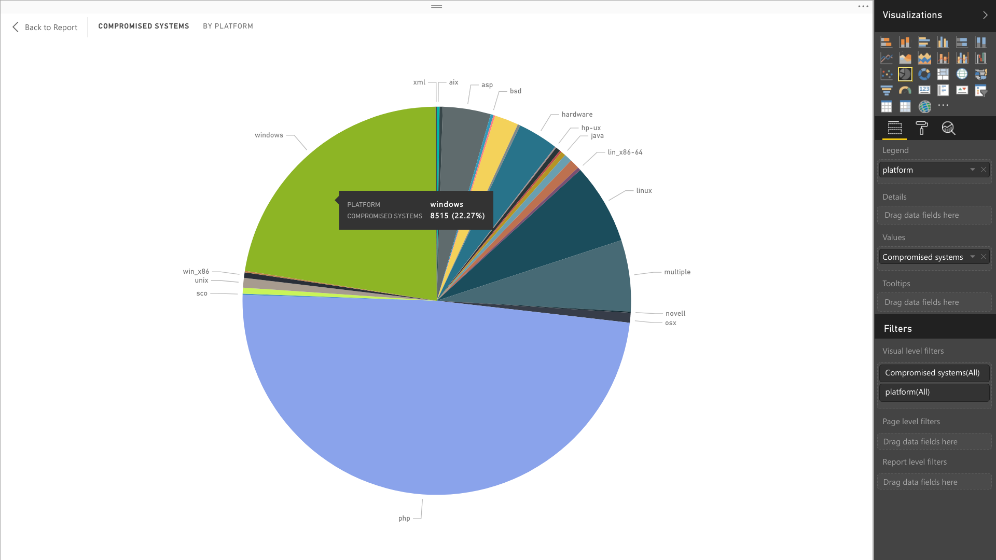 Back to Report
COMPROMISED SYSTEMS
BY PLATFORM
xml
aix
asp
bsd
hardware
hp-ux
java
lin_x86-64
linux
multiple
novell
osx
php
sco
unix
win_x86
windows
PLATFORM windows
COMPROMISED SYSTEMS 8515 (22.27%)
Visualizations
Legend
platform
Details
Drag data fields here
Values
Compromised systems
Tooltips
Drag data fields here
Filters
Visual level filters
Compromised systems(All)
platform(All)
Page level filters
Drag data fields here
Report level filters
Drag data fields here